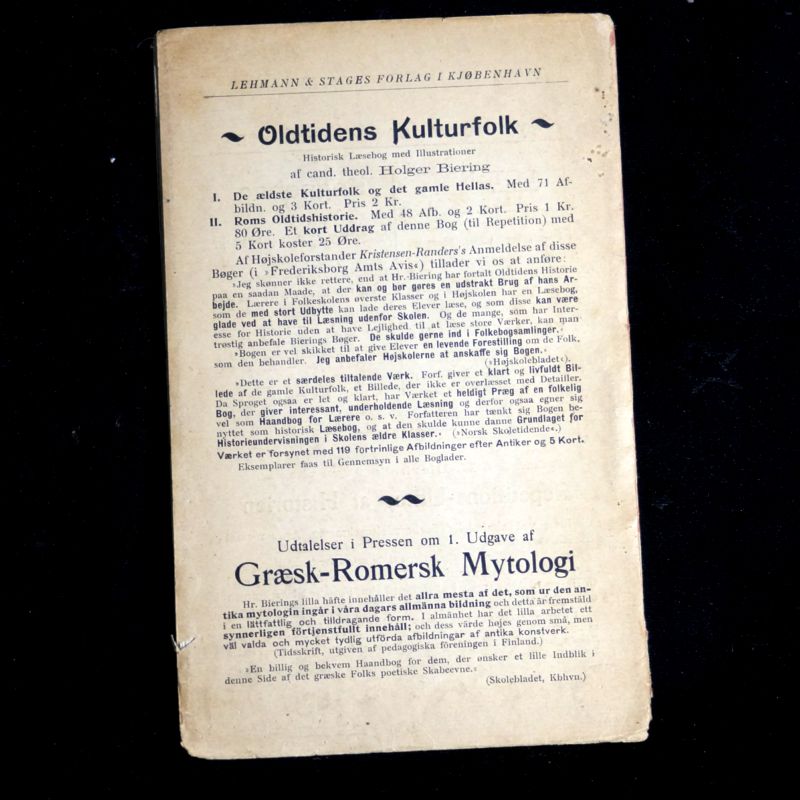 LEHMANN & STAGES FORLAG I KJØBENHAVN
~ Oldtidens Kulturfolk ~
Historisk Læsebog med Illustrationer
af cand. theol. Holger Biering
I. De ældste Kulturfolk og det gamle Hellas. Med 71 Af-
bildn. og 3 Kort. Pris 2 Kr.
II. Roms Oldtidshistorie. Med 48 Afb. og 2 Kort. Pris 1 Kr.
80 Øre. Et kort Uddrag af denne Bog (til Repetition) med
5 Kort koster 25 Øre.
Af Højskoleforstander Kristensen-Randers's Anmeldelse af disse
Bøger (i »Frederiksborg Amts Avis«) tillader vi os at anføre:
»Jeg skønner ikke rettere, end at Hr. Biering har fortalt Oldtidens Historie
paa en saadan Maade, at der kan og bør gøres en udstrakt Brug af hans Ar-
bejde. Lærere i Folkeskolens øverste Klasser og i Højskolen har en Læsebog,
som de med stort Udbytte kan lade deres Elever læse, og som disse kan være
glade ved at have til Læsning udenfor Skolen. Og de mange, som har Inter-
esse for Historie uden at have Lejlighed til at læse store Værker, kan man
trøstig anbefale Bierings Bøger. De skulde gerne ind i Folkebogsamlinger.«
»Bogen er vel skikket til at give Elever en levende Forestilling om de Folk,
som den behandler. Jeg anbefaler Højskolerne at anskaffe sig Bogen.«
(»Højskolebladet«).
»Dette er et særdeles tiltalende Værk. Forf. giver et klart og livfuldt Bil-
lede af de gamle Kulturfolk, et Billede, der ikke er overlæsset med Detailler.
Da Sproget ogsaa er let og klart, har Værket et heldigt Præg af en folkelig
Bog, der giver interessant, underholdende Læsning og derfor ogsaa egner sig
vel som Haandbog for Lærere o. s. v. Forfatteren har tænkt sig Bogen be-
nyttet som historisk Læsebog, og at den skulde kunne danne Grundlaget for
Historieundervisningen i Skolens ældre Klasser.« (»Norsk Skoletidende«.)
Værket er forsynet med 119 fortrinlige Afbildninger efter Antiker og 5 Kort.
Eksemplarer faas til Gennemsyn i alle Boglader.
Udtalelser i Pressen om 1. Udgave af
Græsk-Romersk Mytologi
Hr. Bierings lilla häfte innehåller det allra mesta af det, som ur den an-
tika mytologin ingår i våra dagars allmänna bildning och detta är fremstäld
i en lättfattlig och tilldragande form. I almänhet har det lilla arbetet ett
synnerligen förtjenstfullt innehåll; och dess värde højes genom små, men
väl valda och mycket tydlig utförda afbildningar af antika konstverk.
(Tidsskrift, utgiven af pedagogiska föreningen i Finland.)
»En billig og bekvem Haandbog for dem, der ønsker et lille Indblik i
denne Side af det græske Folks poetiske Skabeevne.«
(Skolebladet, Kbhvn.)